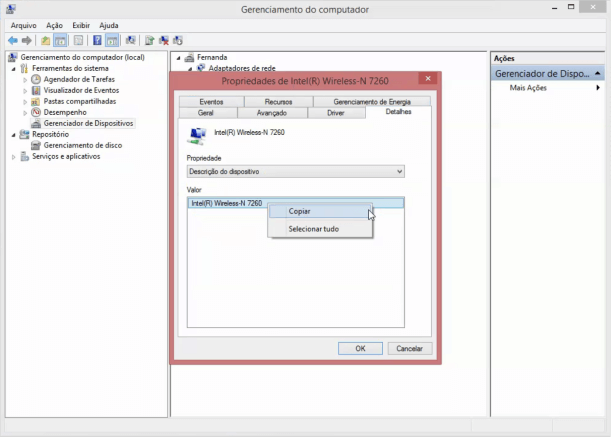 Gerenciamento do computador
Arquivo Ação Exibir Ajuda
Gerenciamento do computador (local)
Ferramentas do sistema
Agendador de Tarefas
Visualizador de Eventos
Pastas compartilhadas
Desempenho
Gerenciador de Dispositivos
Repositório
Gerenciamento de disco
Serviços e aplicativos
Fernanda
Adaptadores de rede
Propriedades de Intel(R) Wireless-N 7260
Eventos Recursos Gerenciamento de Energia
Geral Avançado Driver Detalhes
Intel(R) Wireless-N 7260
Propriedade
Descrição do dispositivo
Valor
Intel(R) Wireless-N 7260
Copiar
Selecionar tudo
OK Cancelar
Ações
Gerenciador de Dispo...
Mais Ações